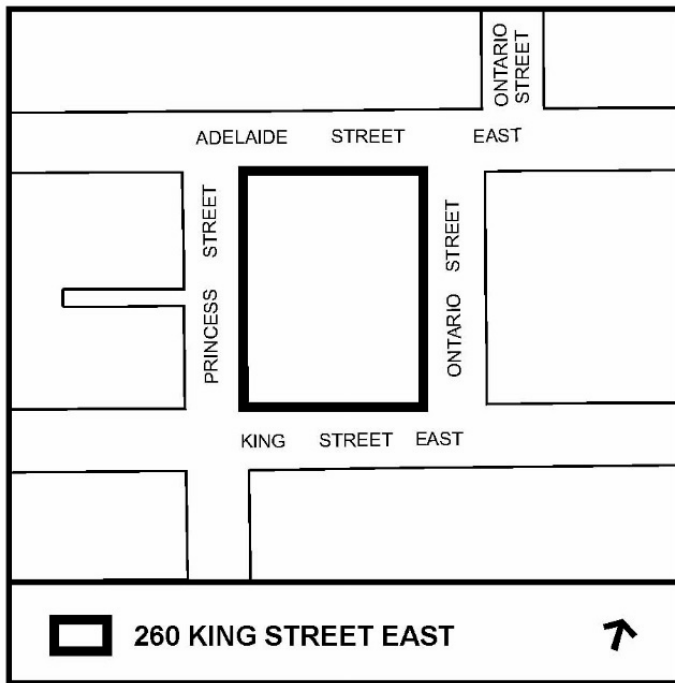 ONTARIO
STREET
ADELAIDE STREET EAST
PRINCESS STREET
ONTARIO STREET
KING STREET EAST
260 KING STREET EAST